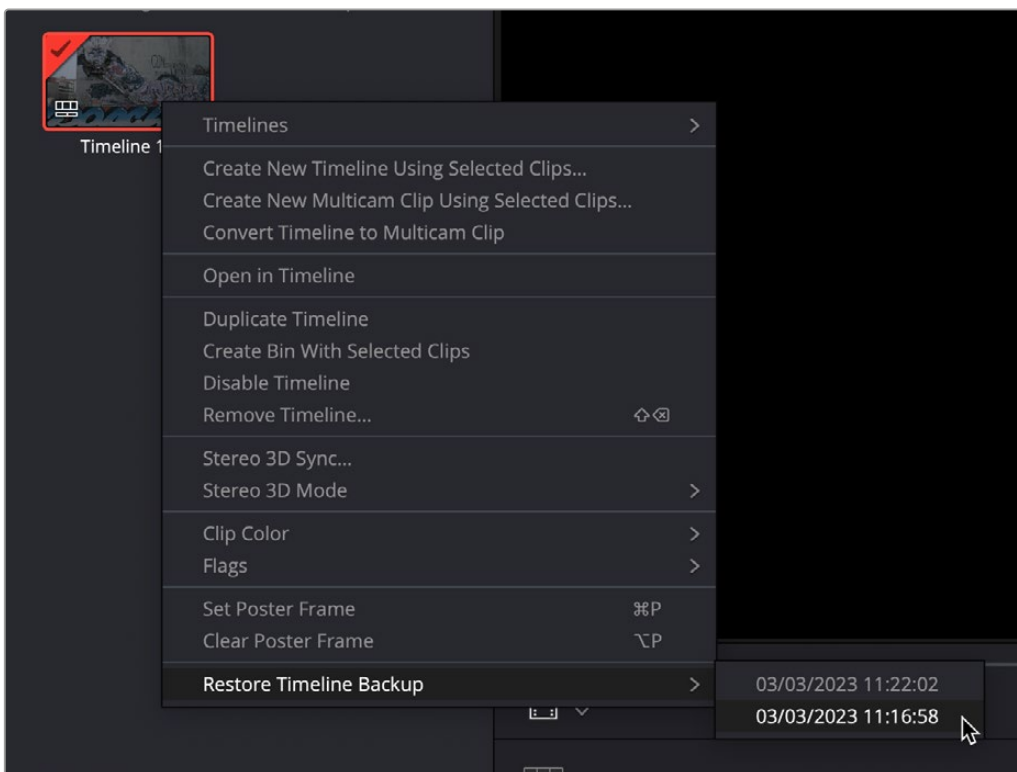 Timeline 1
Timelines
Create New Timeline Using Selected Clips...
Create New Multicam Clip Using Selected Clips...
Convert Timeline to Multicam Clip
Open in Timeline
Duplicate Timeline
Create Bin With Selected Clips
Disable Timeline
Remove Timeline... ⇧⌫
Stereo 3D Sync...
Stereo 3D Mode
Clip Color
Flags
Set Poster Frame ⌘P
Clear Poster Frame ⌥P
Restore Timeline Backup
03/03/2023 11:22:02
03/03/2023 11:16:58